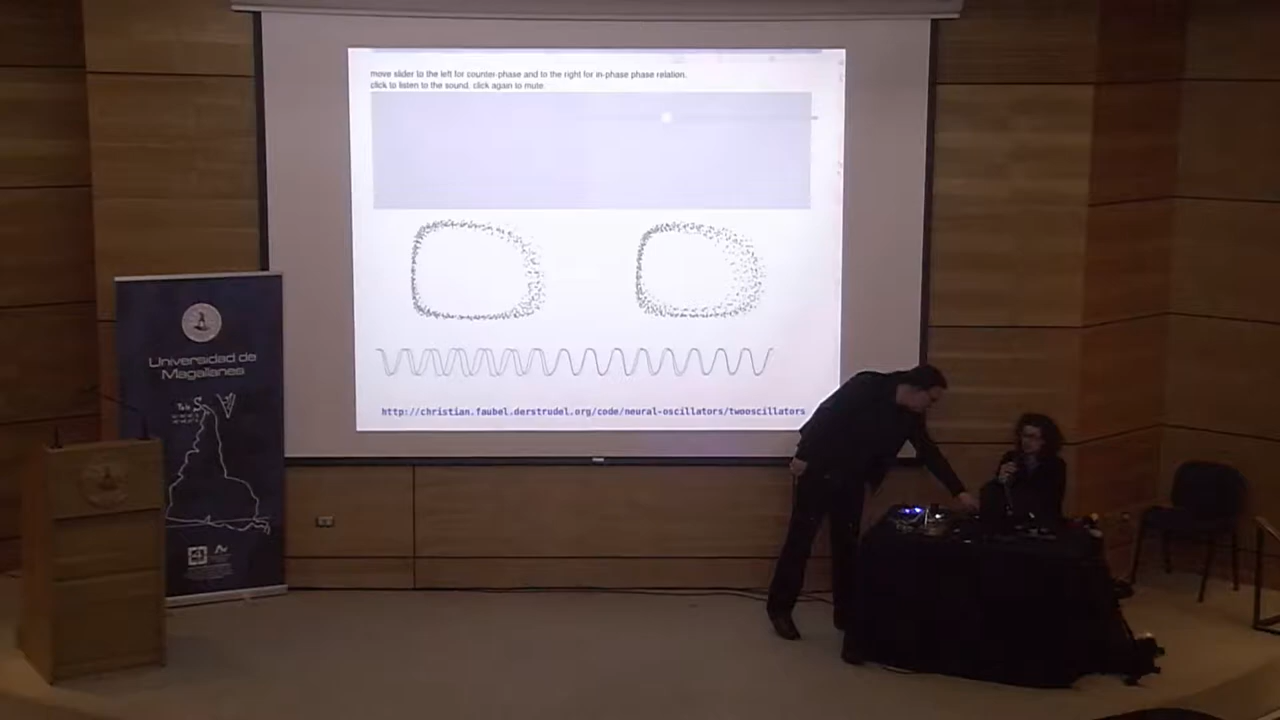 move slider to the left for counter-phase and to the right for in-phase phase relation.
click to listen to the sound. click again to mute.
http://christian.faubel.derstrudel.org/code/neural-oscillators/twooscillators
Universidad de
Magallanes